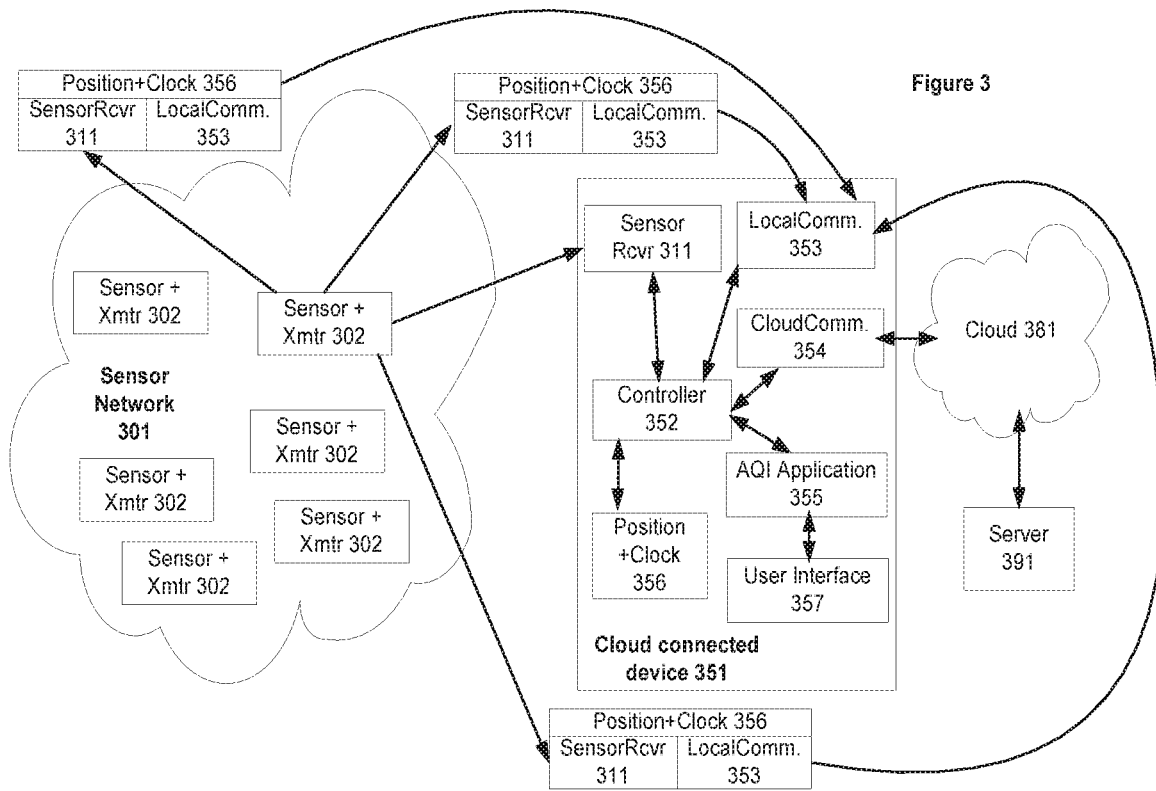 Figure 3
Position+Clock 356
SensorRcvr
311
LocalComm.
353
Position+Clock 356
SensorRcvr
311
LocalComm.
353
Sensor
Rcvr 311
LocalComm.
353
Sensor +
Xmtr 302
Sensor +
Xmtr 302
CloudComm.
354
Cloud 381
Sensor
Network
301
Controller
352
Sensor +
Xmtr 302
Sensor +
Xmtr 302
AQI Application
355
Sensor +
Xmtr 302
Sensor +
Xmtr 302
Position
+Clock
356
User Interface
357
Server
391
Cloud connected
device 351
Position+Clock 356
SensorRcvr
311
LocalComm.
353